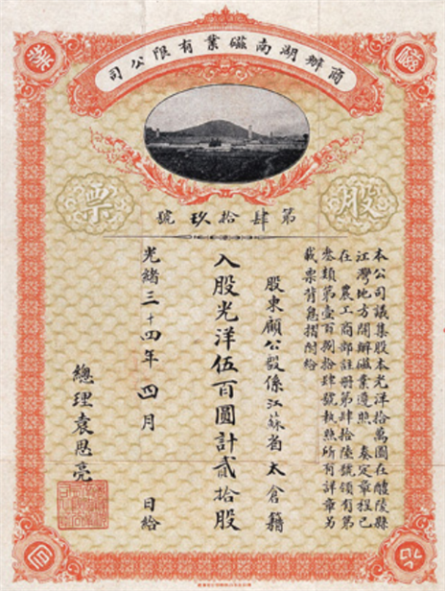 商辦湖南磁業有限公司
磁業公司
股票
第肆拾玖號
本公司議集股本光洋拾萬圓在醴陵縣
江灣地方開辦磁業遵照 奏定章程已
在 農工商部註冊第肆拾陸號領有第
叁類第壹百捌拾肆號執照所有詳章另
載票背息摺附給
股東顧公毅係江蘇省太倉籍
入股光洋伍百圓計貳拾股
光緒三十四年四月 日給
總理袁思亮